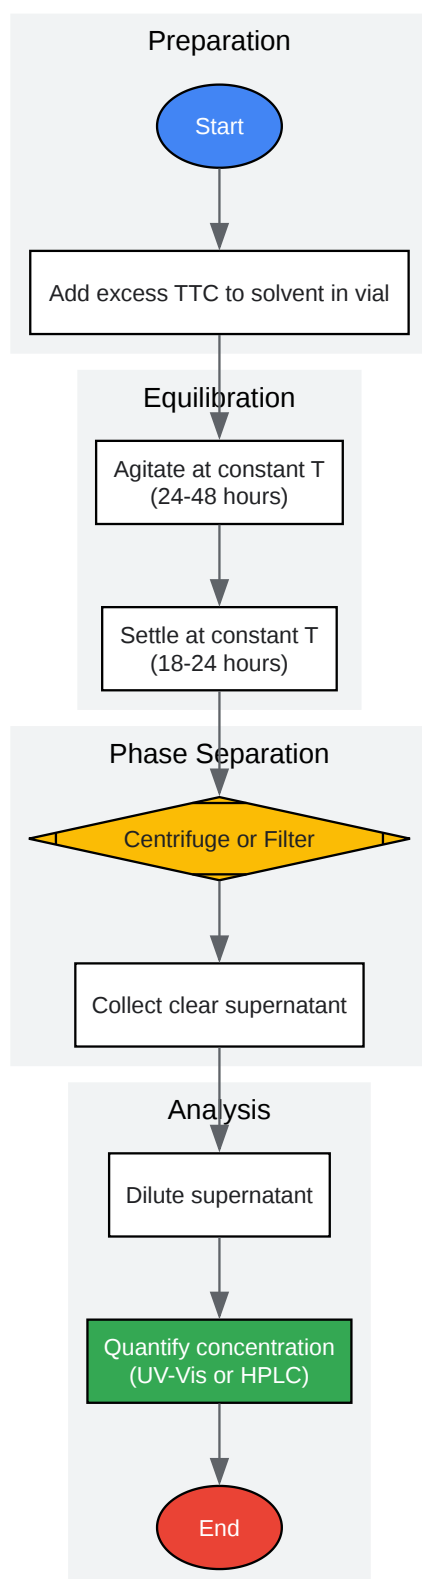 Preparation
Start
Add excess TTC to solvent in vial
Equilibration
Agitate at constant T
(24-48 hours)
Settle at constant T
(18-24 hours)
Phase Separation
Centrifuge or Filter
Collect clear supernatant
Analysis
Dilute supernatant
Quantify concentration
(UV-Vis or HPLC)
End